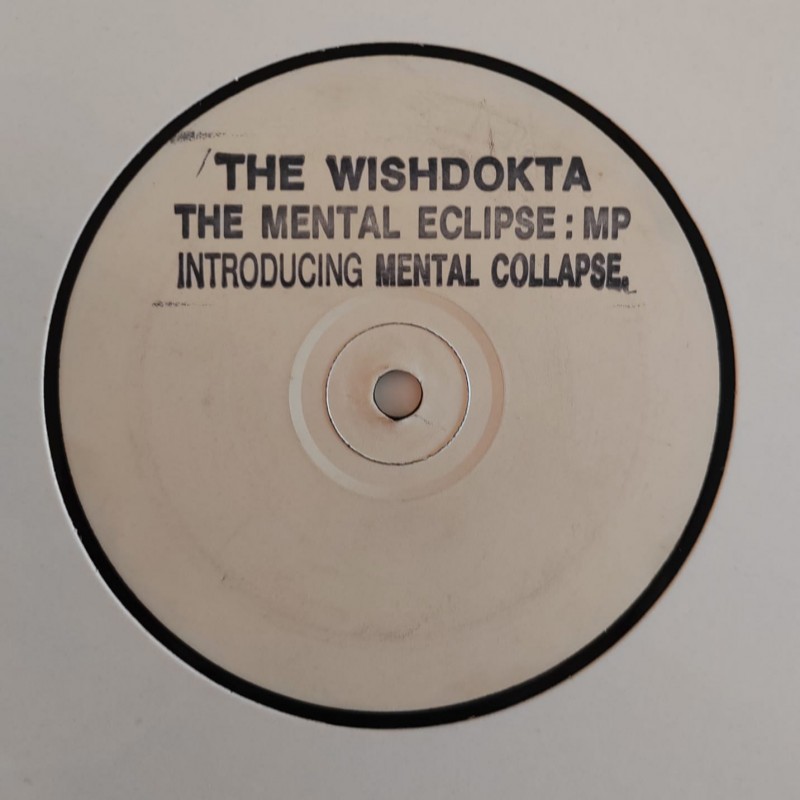 THE WISHDOKTA
THE MENTAL ECLIPSE : MP
INTRODUCING MENTAL COLLAPSE.